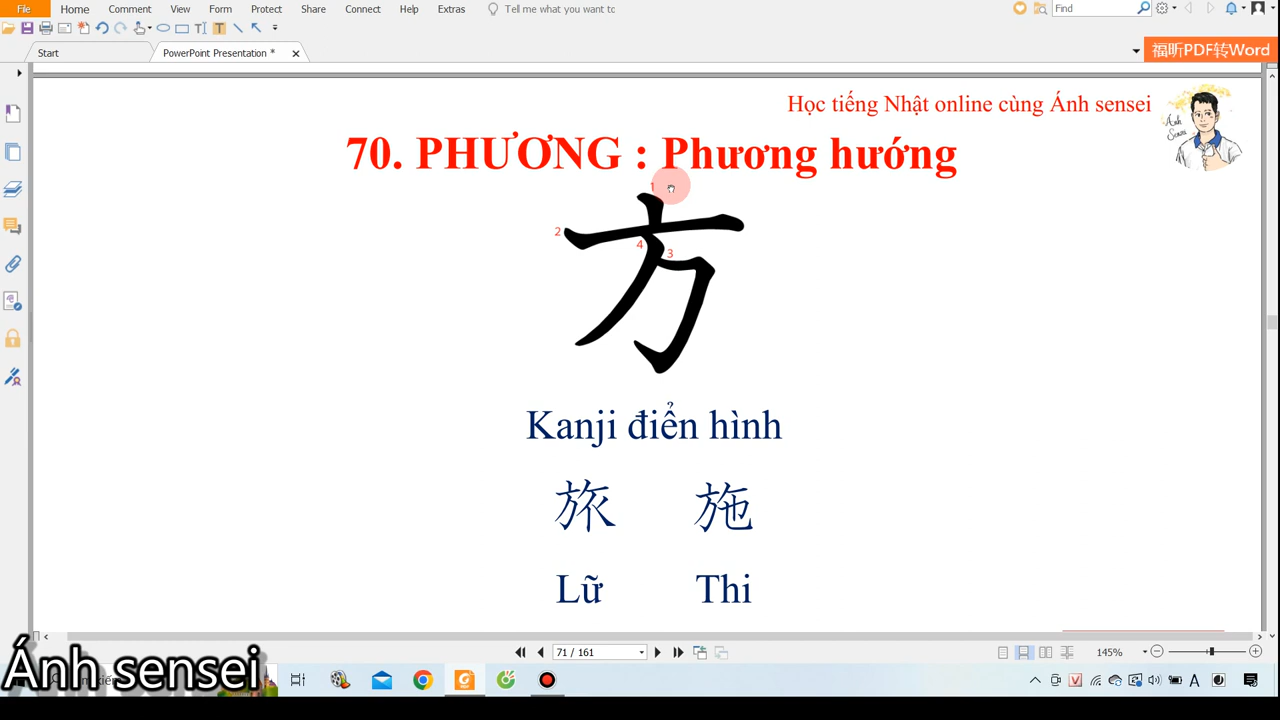 File Home Comment View Form Protect Share Connect Help Extras Tell me what you want to Find
Start PowerPoint Presentation * 福昕PDF转Word
Học tiếng Nhật online cùng Ánh sensei
Ánh Sensei
70. PHƯƠNG : Phương hướng
1
2
4
3
方
Kanji điển hình
旅 施
Lữ Thi
71 / 161 145%
Ánh sensei